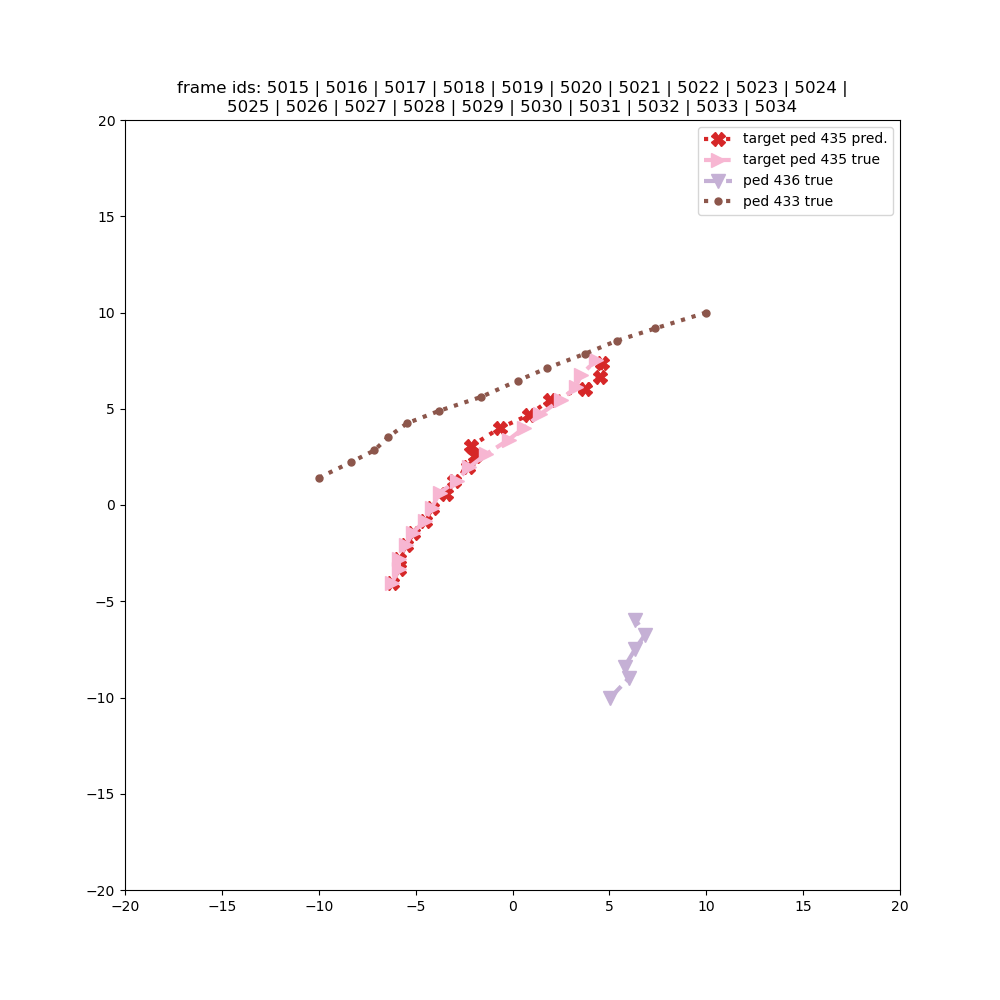 frame ids: 5015 | 5016 | 5017 | 5018 | 5019 | 5020 | 5021 | 5022 | 5023 | 5024 |
5025 | 5026 | 5027 | 5028 | 5029 | 5030 | 5031 | 5032 | 5033 | 5034
target ped 435 pred.
target ped 435 true
ped 436 true
ped 433 true
20
15
10
5
0
−5
−10
−15
−20
−20 −15 −10 −5 0 5 10 15 20